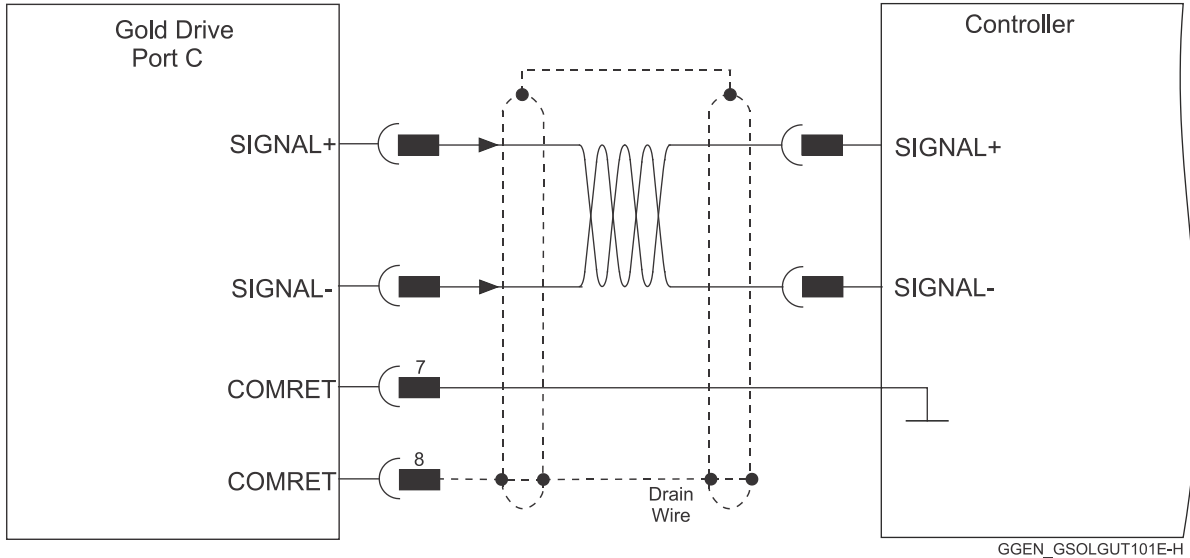 Gold Drive
Port C
Controller
SIGNAL+
SIGNAL+
SIGNAL-
SIGNAL-
7
COMRET
8
COMRET
Drain
Wire
GGEN_GSOLGUT101E-H